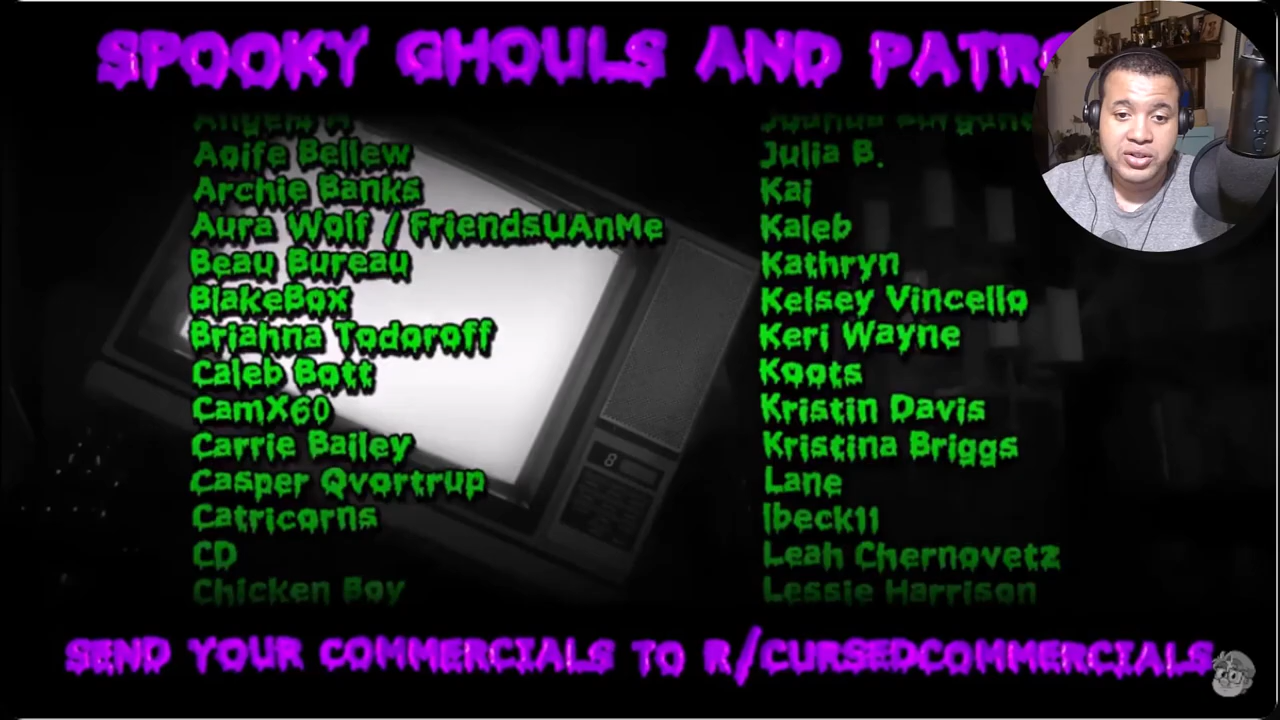 SPOOKY GHOULS AND
Angela M
Aoife Bellew
Archie Banks
Aura Wolf / FriendsUAnMe
Beau Bureau
BlakeBox
Briahna Todoroff
Caleb Bott
CamX60
Carrie Bailey
Casper Qvortrup
Catricorns
CD
Chicken Boy
Julia B.
Kai
Kaleb
Kathryn
Kelsey Vincello
Keri Wayne
Koots
Kristin Davis
Kristina Briggs
Lane
lbeck11
Leah Chernovetz
Lessie Harrison
8
SEND YOUR COMMERCIALS TO R/CURSEDCOMMERCIALS